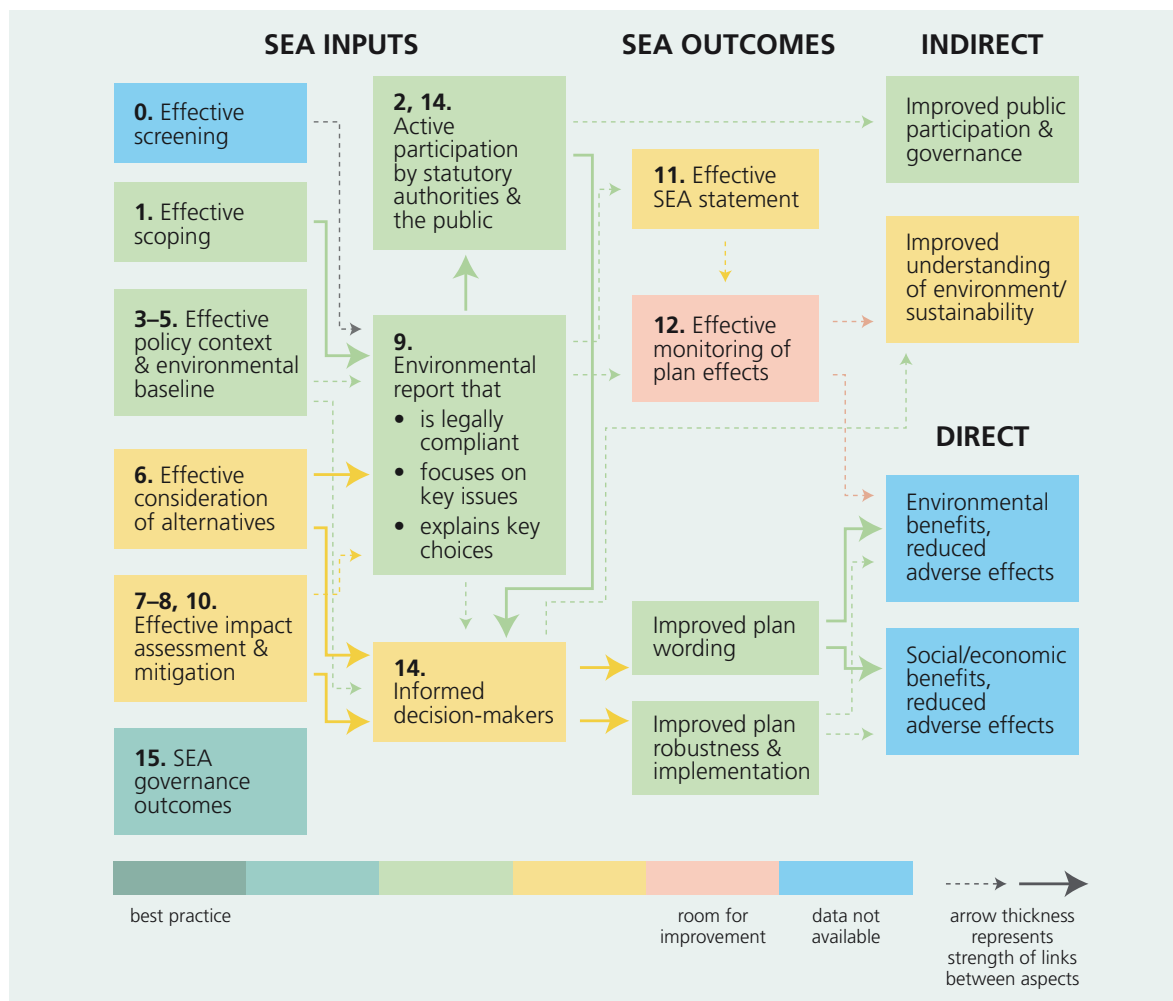 SEA INPUTS
SEA OUTCOMES
INDIRECT
0. Effective
screening
1. Effective
scoping
3–5. Effective
policy context
& environmental
baseline
6. Effective
consideration
of alternatives
7–8, 10.
Effective impact
assessment &
mitigation
15. SEA
governance
outcomes
2, 14.
Active
participation
by statutory
authorities &
the public
9.
Environmental
report that
• is legally
compliant
• focuses on
key issues
• explains key
choices
14.
Informed
decision-makers
11. Effective
SEA statement
12. Effective
monitoring of
plan effects
Improved plan
wording
Improved plan
robustness &
implementation
Improved public
participation &
governance
Improved
understanding
of environment/
sustainability
DIRECT
Environmental
benefits,
reduced
adverse effects
Social/economic
benefits,
reduced
adverse effects
best practice
room for
improvement
data not
available
arrow thickness
represents
strength of links
between aspects